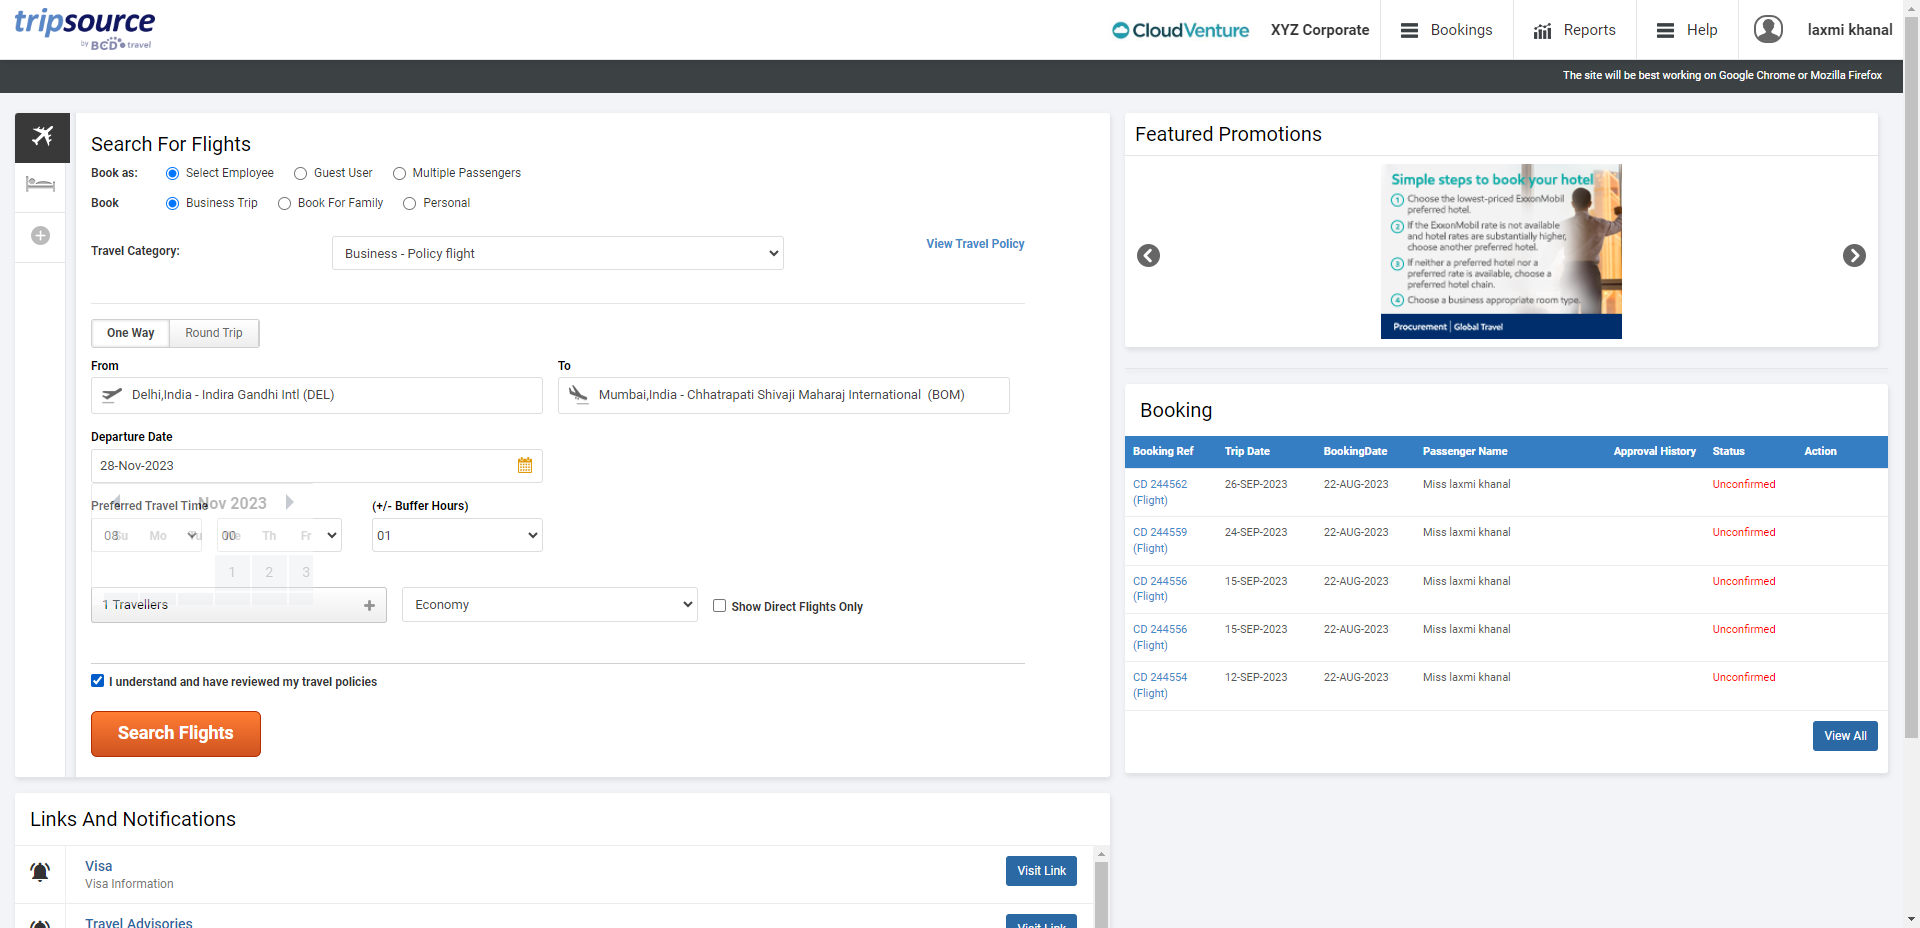 tripsource
by BCD travel
CloudVenture
XYZ Corporate
Bookings
Reports
Help
laxmi khanal
The site will be best working on Google Chrome or Mozilla Firefox
Search For Flights
Book as: Select Employee Guest User Multiple Passengers
Book Business Trip Book For Family Personal
Travel Category: Business - Policy flight View Travel Policy
One Way Round Trip
From
Delhi,India - Indira Gandhi Intl (DEL)
To
Mumbai,India - Chhatrapati Shivaji Maharaj International (BOM)
Departure Date
28-Nov-2023
Nov 2023
Preferred Travel Time (+/- Buffer Hours)
08 00 01
Su Mo Tu We Th Fr
1 2 3
1 Travellers + Economy Show Direct Flights Only
I understand and have reviewed my travel policies
Search Flights
Featured Promotions
Simple steps to book your hotel
1 Choose the lowest-priced ExxonMobil
preferred hotel.
2 If the ExxonMobil rate is not available
and hotel rates are substantially higher,
choose another preferred hotel.
3 If neither a preferred hotel nor a
preferred rate is available, choose a
preferred hotel chain.
4 Choose a business appropriate room type.
Procurement | Global Travel
Booking
Booking Ref Trip Date BookingDate Passenger Name Approval History Status Action
CD 244562 26-SEP-2023 22-AUG-2023 Miss laxmi khanal Unconfirmed
(Flight)
CD 244559 24-SEP-2023 22-AUG-2023 Miss laxmi khanal Unconfirmed
(Flight)
CD 244556 15-SEP-2023 22-AUG-2023 Miss laxmi khanal Unconfirmed
(Flight)
CD 244556 15-SEP-2023 22-AUG-2023 Miss laxmi khanal Unconfirmed
(Flight)
CD 244554 12-SEP-2023 22-AUG-2023 Miss laxmi khanal Unconfirmed
(Flight)
View All
Links And Notifications
Visa
Visa Information
Visit Link
Travel Advisories
Visit Link